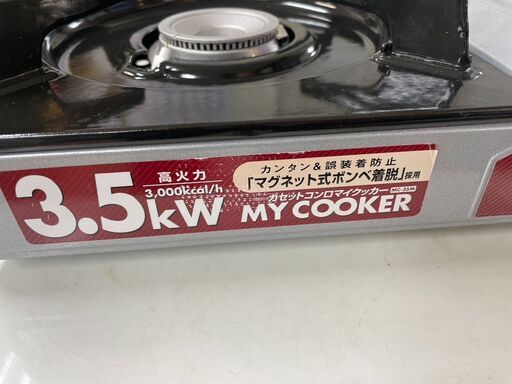 高火力
3,000kcal/h
3.5kW
カンタン&誤装着防止
「マグネット式ボンベ着脱」採用
カセットコンロマイクッカー MC-35M
MY COOKER